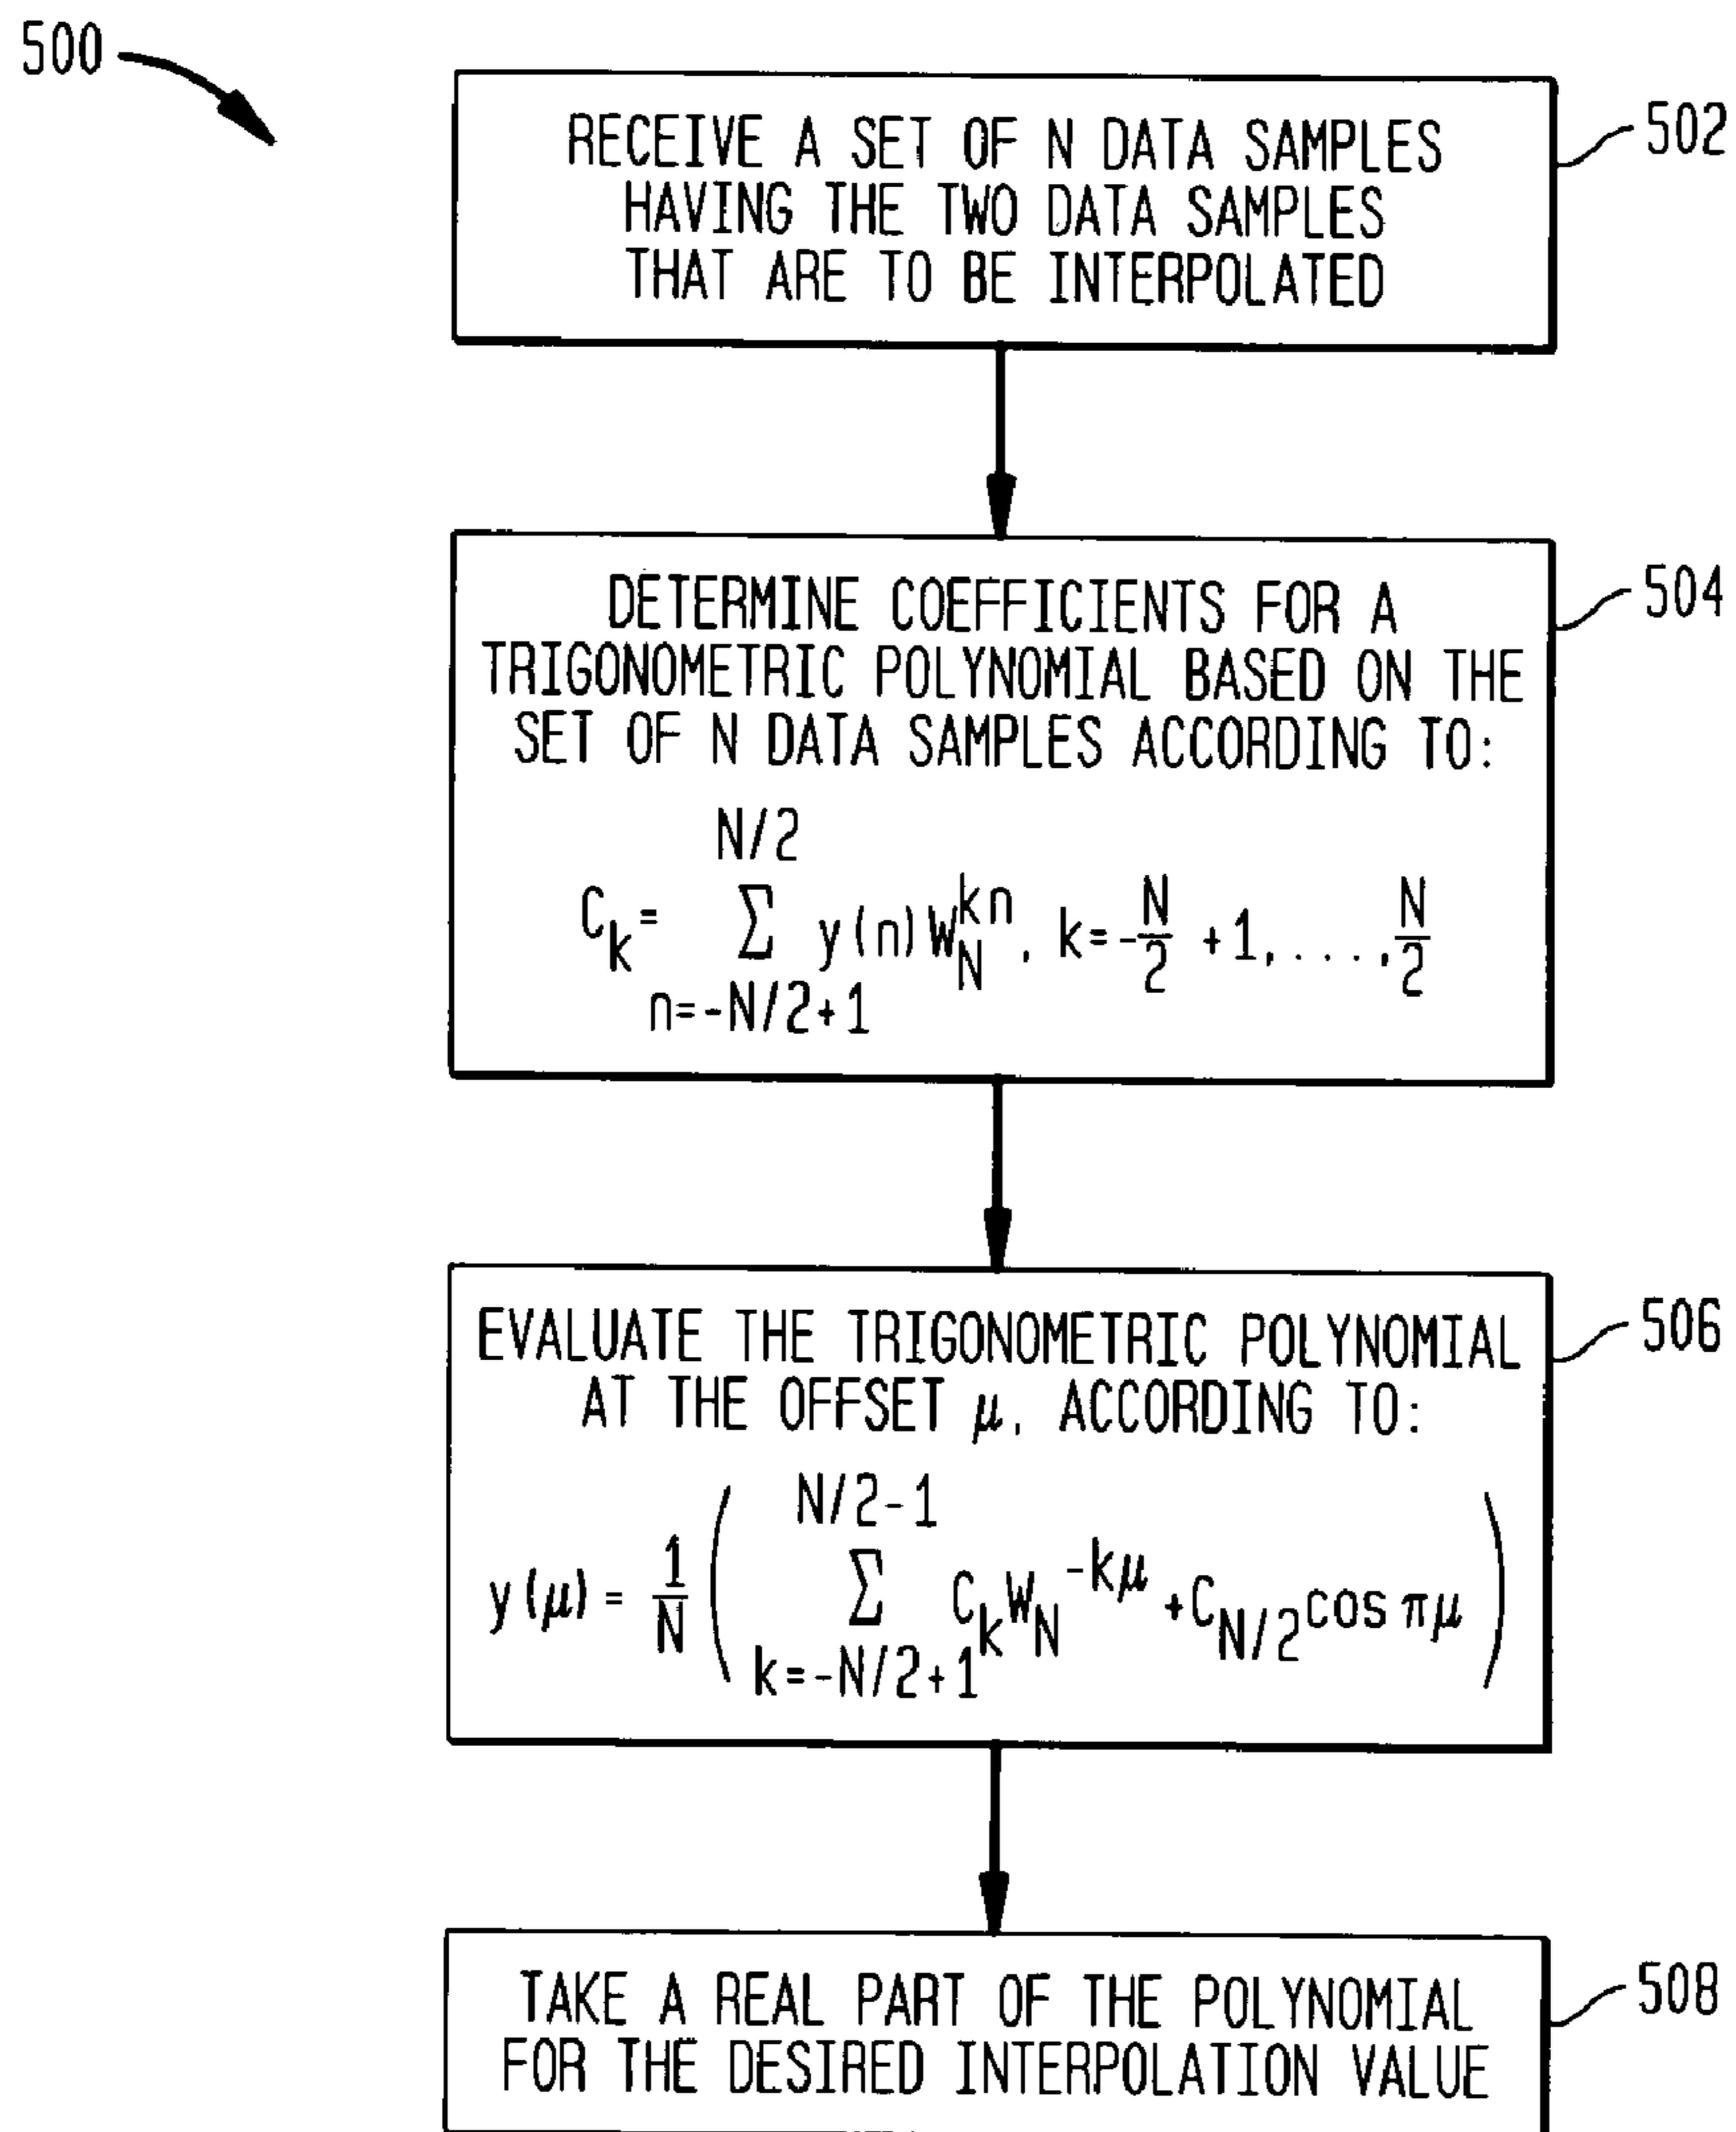 500
RECEIVE A SET OF N DATA SAMPLES
HAVING THE TWO DATA SAMPLES
THAT ARE TO BE INTERPOLATED
502
DETERMINE COEFFICIENTS FOR A
TRIGONOMETRIC POLYNOMIAL BASED ON THE
SET OF N DATA SAMPLES ACCORDING TO:
504
N/2
C_k = Σ y(n) W_N^{kn}, k = -N/2 + 1, ...., N/2
n=-N/2+1
EVALUATE THE TRIGONOMETRIC POLYNOMIAL
AT THE OFFSET μ, ACCORDING TO:
506
N/2-1
y(μ) = 1/N ( Σ C_k W_N^{-kμ} + C_{N/2} cos πμ )
k=-N/2+1
TAKE A REAL PART OF THE POLYNOMIAL
FOR THE DESIRED INTERPOLATION VALUE
508